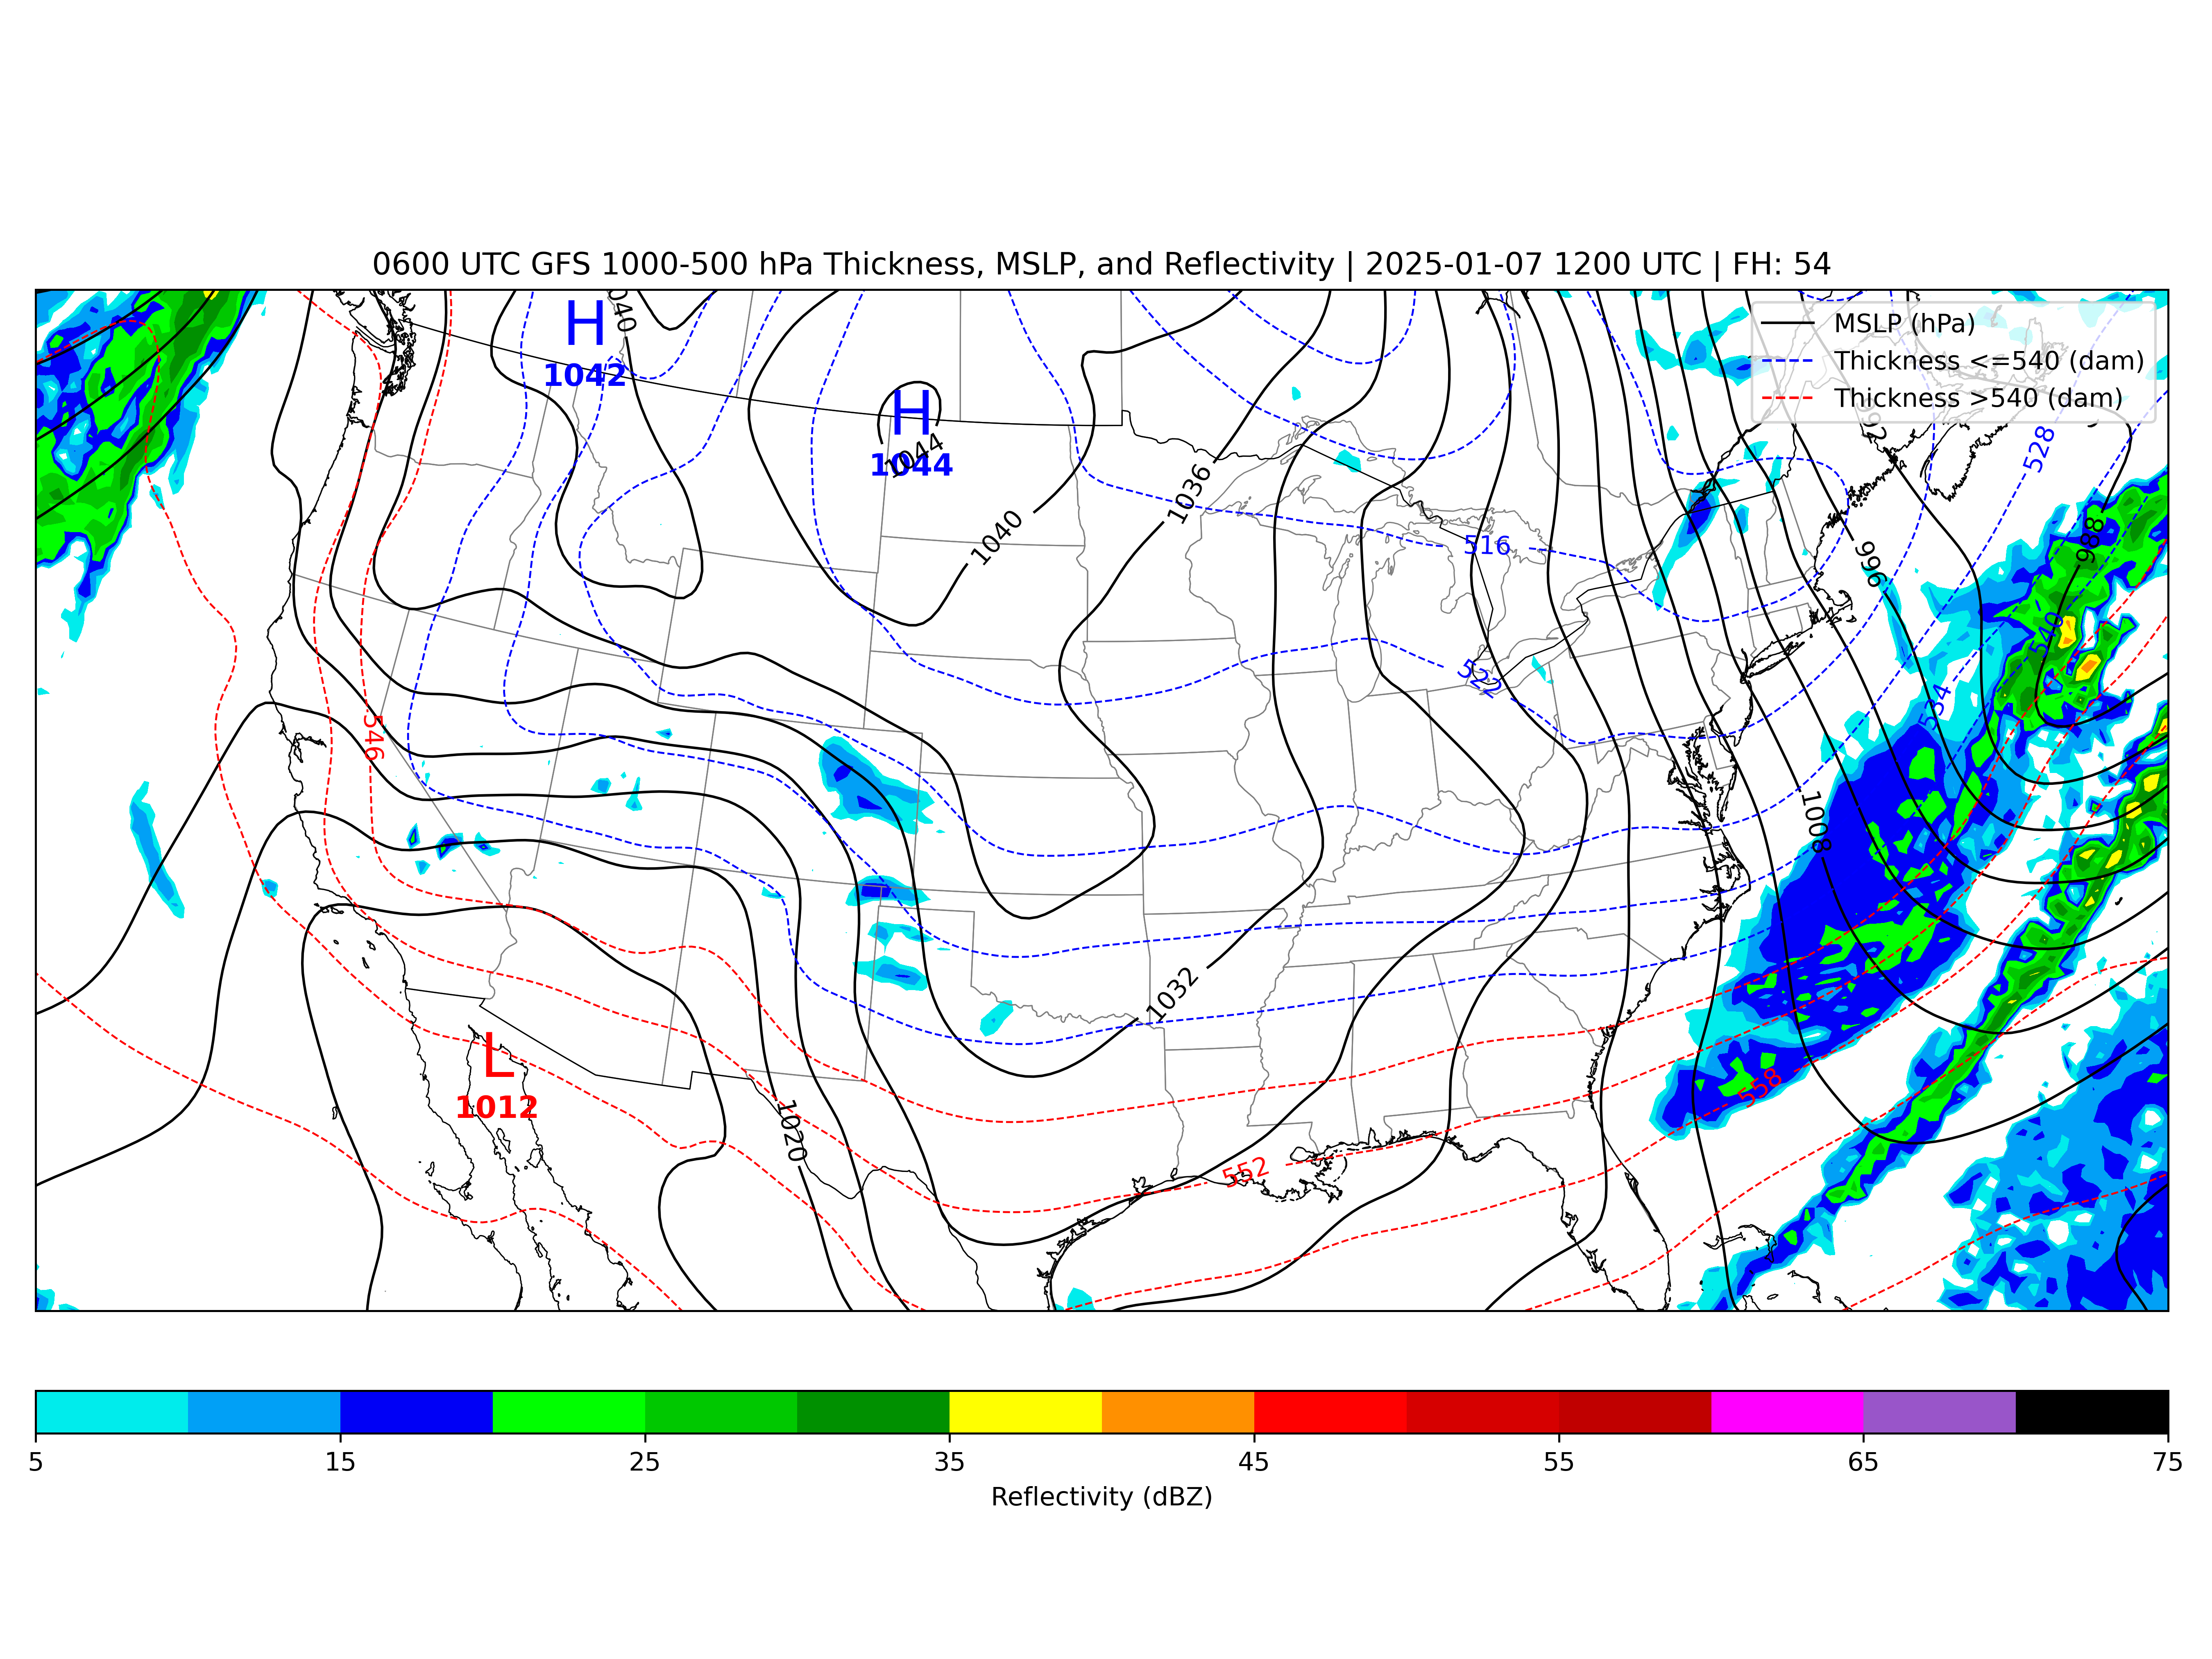 0600 UTC GFS 1000-500 hPa Thickness, MSLP, and Reflectivity | 2025-01-07 1200 UTC | FH: 54
MSLP (hPa)
Thickness <=540 (dam)
Thickness >540 (dam)
H
1042
H
1044
1044
1040
1036
992
528
988
996
516
540
522
534
546
1008
1032
L
1012
558
1020
552
5 15 25 35 45 55 65 75
Reflectivity (dBZ)